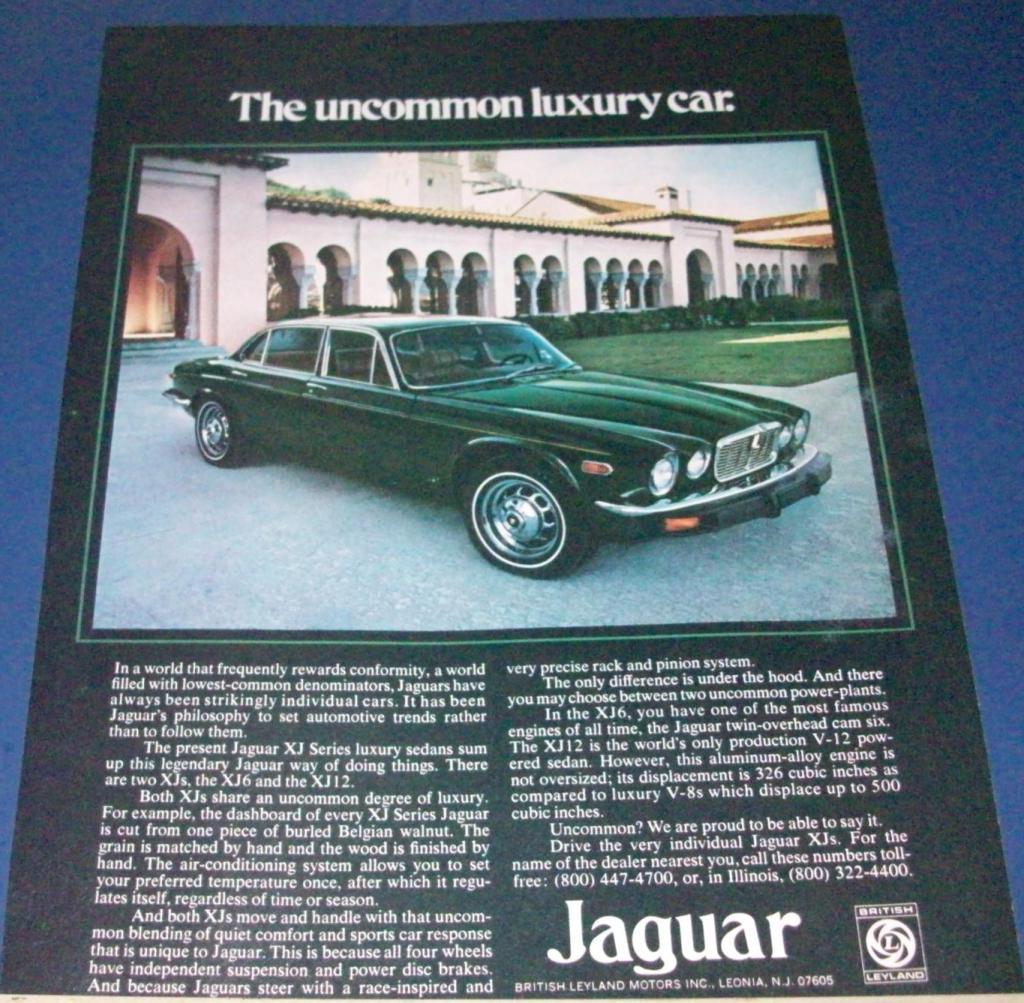 The uncommon luxury car.
In a world that frequently rewards conformity, a world
filled with lowest-common denominators, Jaguars have
always been strikingly individual cars. It has been
Jaguar's philosophy to set automotive trends rather
than to follow them.
The present Jaguar XJ Series luxury sedans sum
up this legendary Jaguar way of doing things. There
are two XJs, the XJ6 and the XJ12.
Both XJs share an uncommon degree of luxury.
For example, the dashboard of every XJ Series Jaguar
is cut from one piece of burled Belgian walnut. The
grain is matched by hand and the wood is finished by
hand. The air-conditioning system allows you to set
your preferred temperature once, after which it regu-
lates itself, regardless of time or season.
And both XJs move and handle with that uncom-
mon blending of quiet comfort and sports car response
that is unique to Jaguar. This is because all four wheels
have independent suspension and power disc brakes.
And because Jaguars steer with a race-inspired and
very precise rack and pinion system.
The only difference is under the hood. And there
you may choose between two uncommon power-plants.
In the XJ6, you have one of the most famous
engines of all time, the Jaguar twin-overhead cam six.
The XJ12 is the world's only production V-12 pow-
ered sedan. However, this aluminum-alloy engine is
not oversized; its displacement is 326 cubic inches as
compared to luxury V-8s which displace up to 500
cubic inches.
Uncommon? We are proud to be able to say it.
Drive the very individual Jaguar XJs. For the
name of the dealer nearest you, call these numbers toll-
free: (800) 447-4700, or, in Illinois, (800) 322-4400.
Jaguar
BRITISH LEYLAND MOTORS INC., LEONIA, N.J. 07605
BRITISH
L
LEYLAND